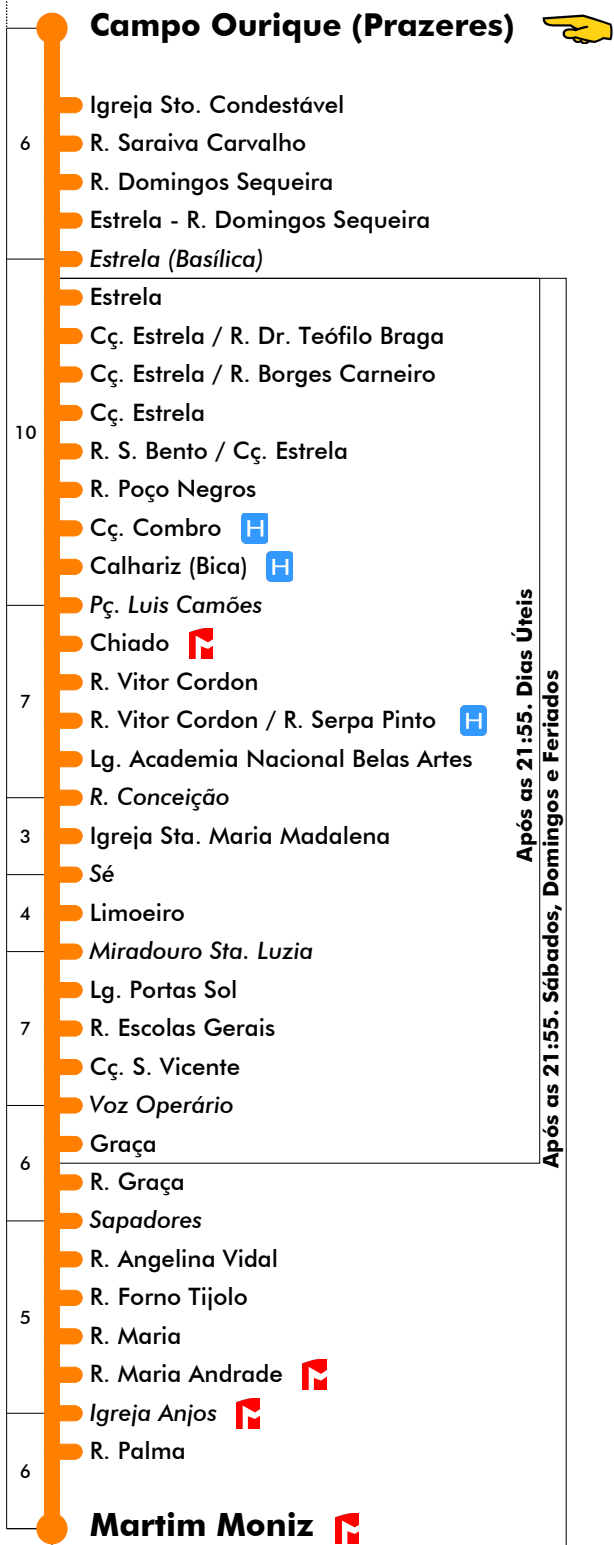 Campo Ourique (Prazeres)
Igreja Sto. Condestável
6
R. Saraiva Carvalho
R. Domingos Sequeira
Estrela - R. Domingos Sequeira
Estrela (Basílica)
Estrela
Cç. Estrela / R. Dr. Teófilo Braga
Cç. Estrela / R. Borges Carneiro
Cç. Estrela
10
R. S. Bento / Cç. Estrela
R. Poço Negros
Cç. Combro H
Calhariz (Bica) H
Pç. Luis Camões
Chiado M
R. Vitor Cordon
7
R. Vitor Cordon / R. Serpa Pinto H
Lg. Academia Nacional Belas Artes
R. Conceição
3
Igreja Sta. Maria Madalena
Sé
4
Limoeiro
Miradouro Sta. Luzia
Lg. Portas Sol
7
R. Escolas Gerais
Cç. S. Vicente
Voz Operário
Graça
6
R. Graça
Sapadores
R. Angelina Vidal
R. Forno Tijolo
5
R. Maria
R. Maria Andrade M
Igreja Anjos M
R. Palma
6
Martim Moniz M
Após as 21:55. Dias Úteis
Após as 21:55. Sábados, Domingos e Feriados